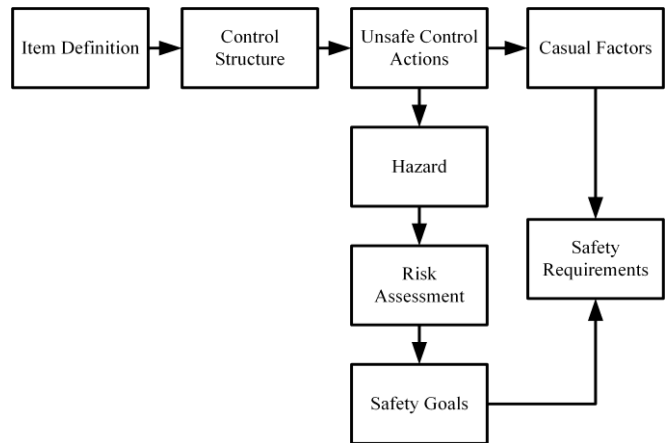 Item Definition
Control
Structure
Unsafe Control
Actions
Casual Factors
Hazard
Safety
Requirements
Risk
Assessment
Safety Goals